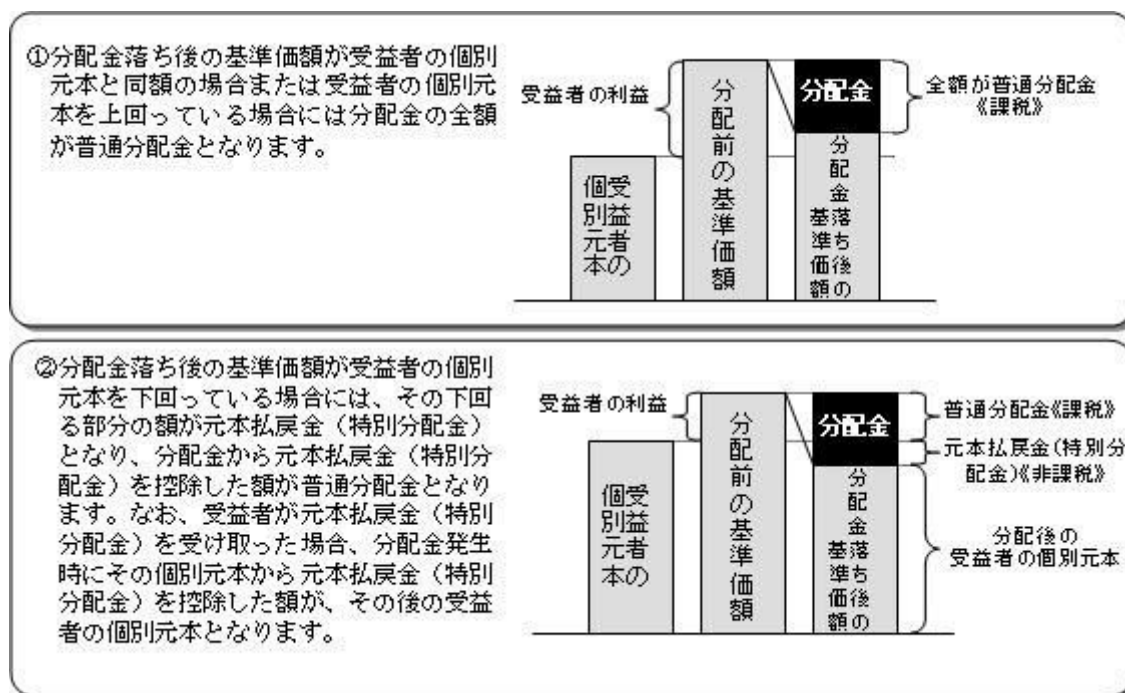 ①分配金落ち後の基準価額が受益者の個別
元本と同額の場合または受益者の個別元
本を上回っている場合には分配金の全額
が普通分配金となります。
受益者の利益
個別元本
受益者の
分配前の基準価額
分配金
分配金落ち後の
基準価額
全額が普通分配金
《課税》
②分配金落ち後の基準価額が受益者の個別
元本を下回っている場合には、その下回
る部分の額が元本払戻金（特別分配金）
となり、分配金から元本払戻金（特別分
配金）を控除した額が普通分配金となり
ます。なお、受益者が元本払戻金（特別
分配金）を受け取った場合、分配金発生
時にその個別元本から元本払戻金（特別
分配金）を控除した額が、その後の受益
者の個別元本となります。
受益者の利益
受益者の
個別元本
分配前の基準価額
分配金
分配金落ち後の
基準価額
普通分配金《課税》
元本払戻金(特別分
配金)《非課税》
分配後の
受益者の個別元本